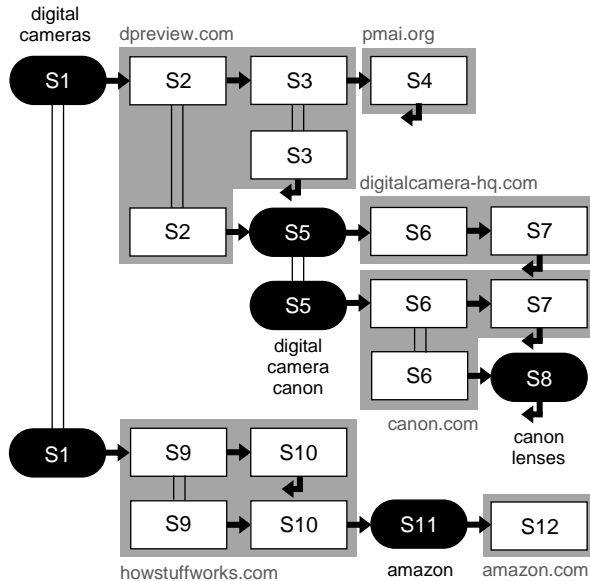 digital
cameras
dpreview.com
pmai.org
S1
S2
S3
S4
S3
digitalcamera-hq.com
S2
S5
S6
S7
S5
S6
S7
digital
camera
canon
S6
S8
canon.com
canon
lenses
S1
S9
S10
S9
S10
S11
S12
howstuffworks.com
amazon
amazon.com